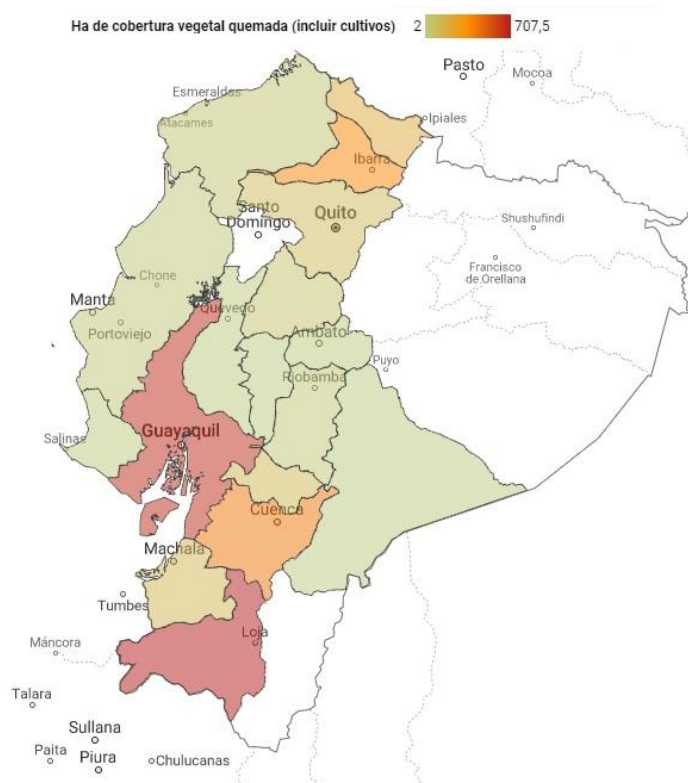 Ha de cobertura vegetal quemada (incluir cultivos) 2 707,5
Pasto
Mocoa
Esmeraldas
Atacames
Ipiales
Ibarra
Santo
Domingo
Quito
Shushufindi
Francisco
de Orellana
Chone
Manta
Quevedo
Portoviejo
Ambato
Puyo
Riobamba
Salinas
Guayaquil
Cuenca
Machala
Tumbes
Loja
Máncora
Talara
Sullana
Paita
Piura
Chulucanas